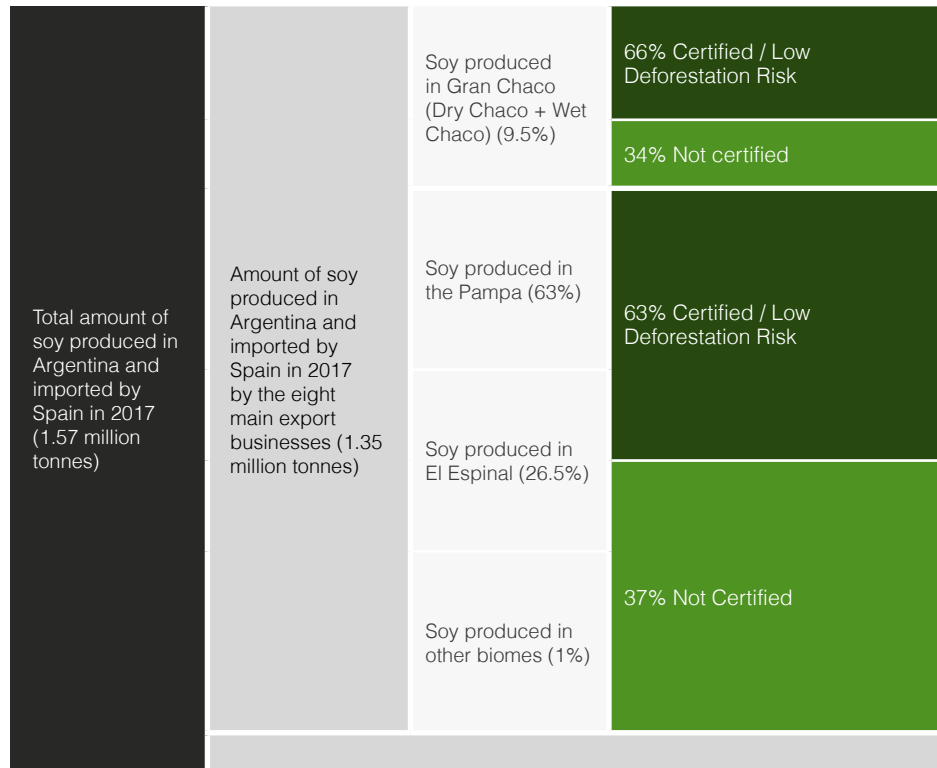 Total amount of
soy produced in
Argentina and
imported by
Spain in 2017
(1.57 million
tonnes)
Amount of soy
produced in
Argentina and
imported by
Spain in 2017
by the eight
main export
businesses (1.35
million tonnes)
Soy produced
in Gran Chaco
(Dry Chaco + Wet
Chaco) (9.5%)
66% Certified / Low
Deforestation Risk
34% Not certified
Soy produced in
the Pampa (63%)
63% Certified / Low
Deforestation Risk
Soy produced in
El Espinal (26.5%)
37% Not Certified
Soy produced in
other biomes (1%)